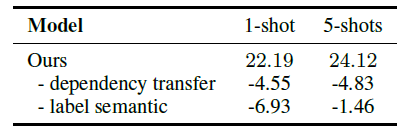 Model 1-shot 5-shots
Ours 22.19 24.12
- dependency transfer -4.55 -4.83
- label semantic -6.93 -1.46